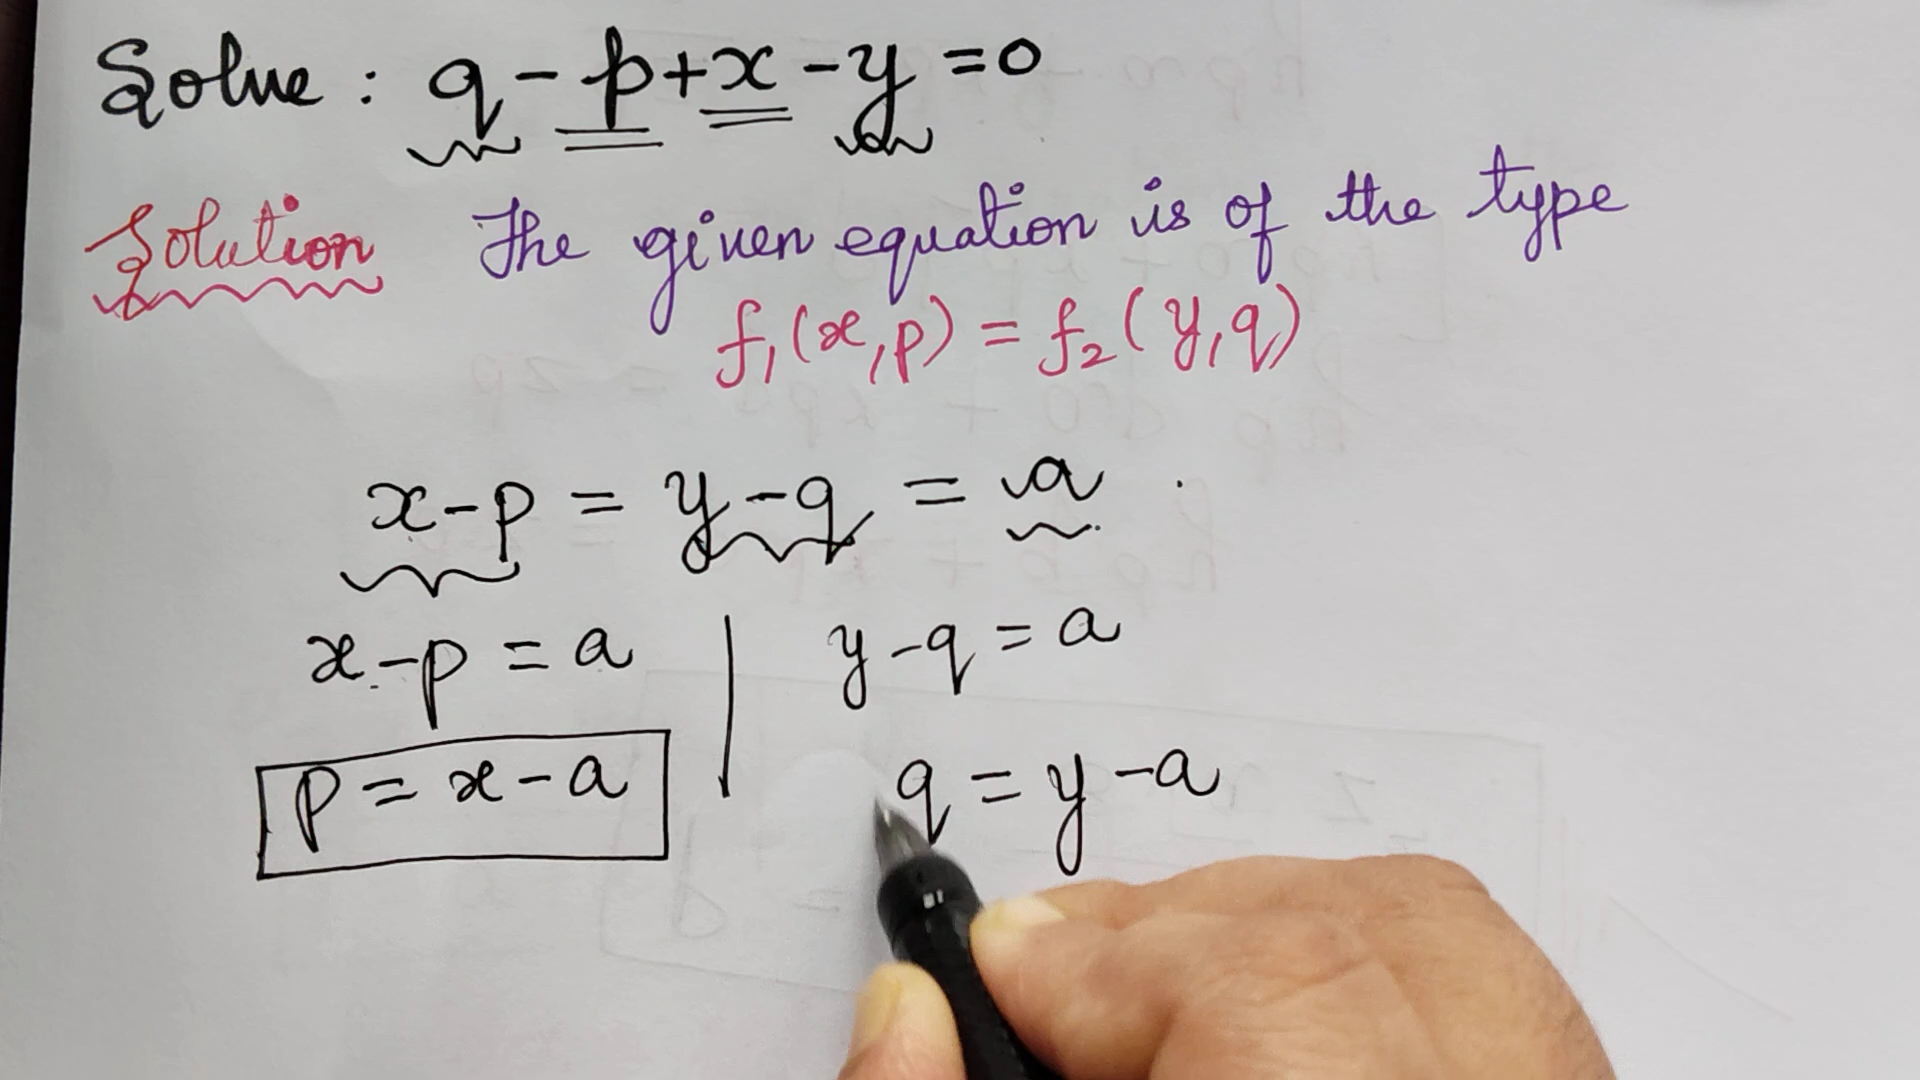 Solve : q - p + x - y = 0
Solution The given equation is of the type
f₁(x,p) = f₂(y,q)
x - p = y - q = a .
x - p = a | y - q = a
p = x - a q = y - a